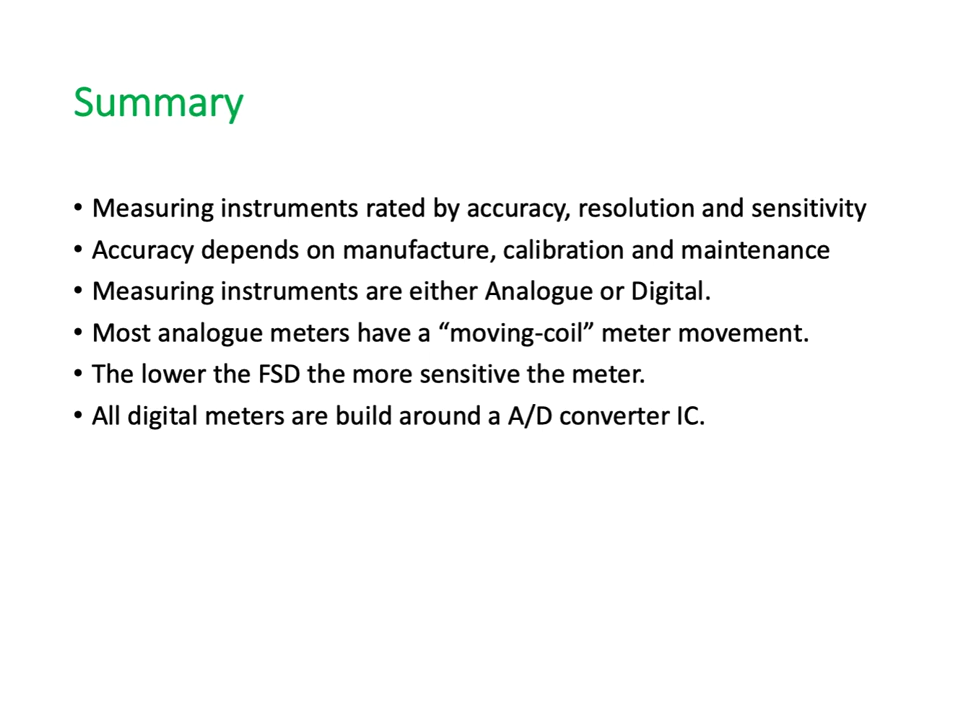 Summary
• Measuring instruments rated by accuracy, resolution and sensitivity
• Accuracy depends on manufacture, calibration and maintenance
• Measuring instruments are either Analogue or Digital.
• Most analogue meters have a “moving-coil” meter movement.
• The lower the FSD the more sensitive the meter.
• All digital meters are build around a A/D converter IC.